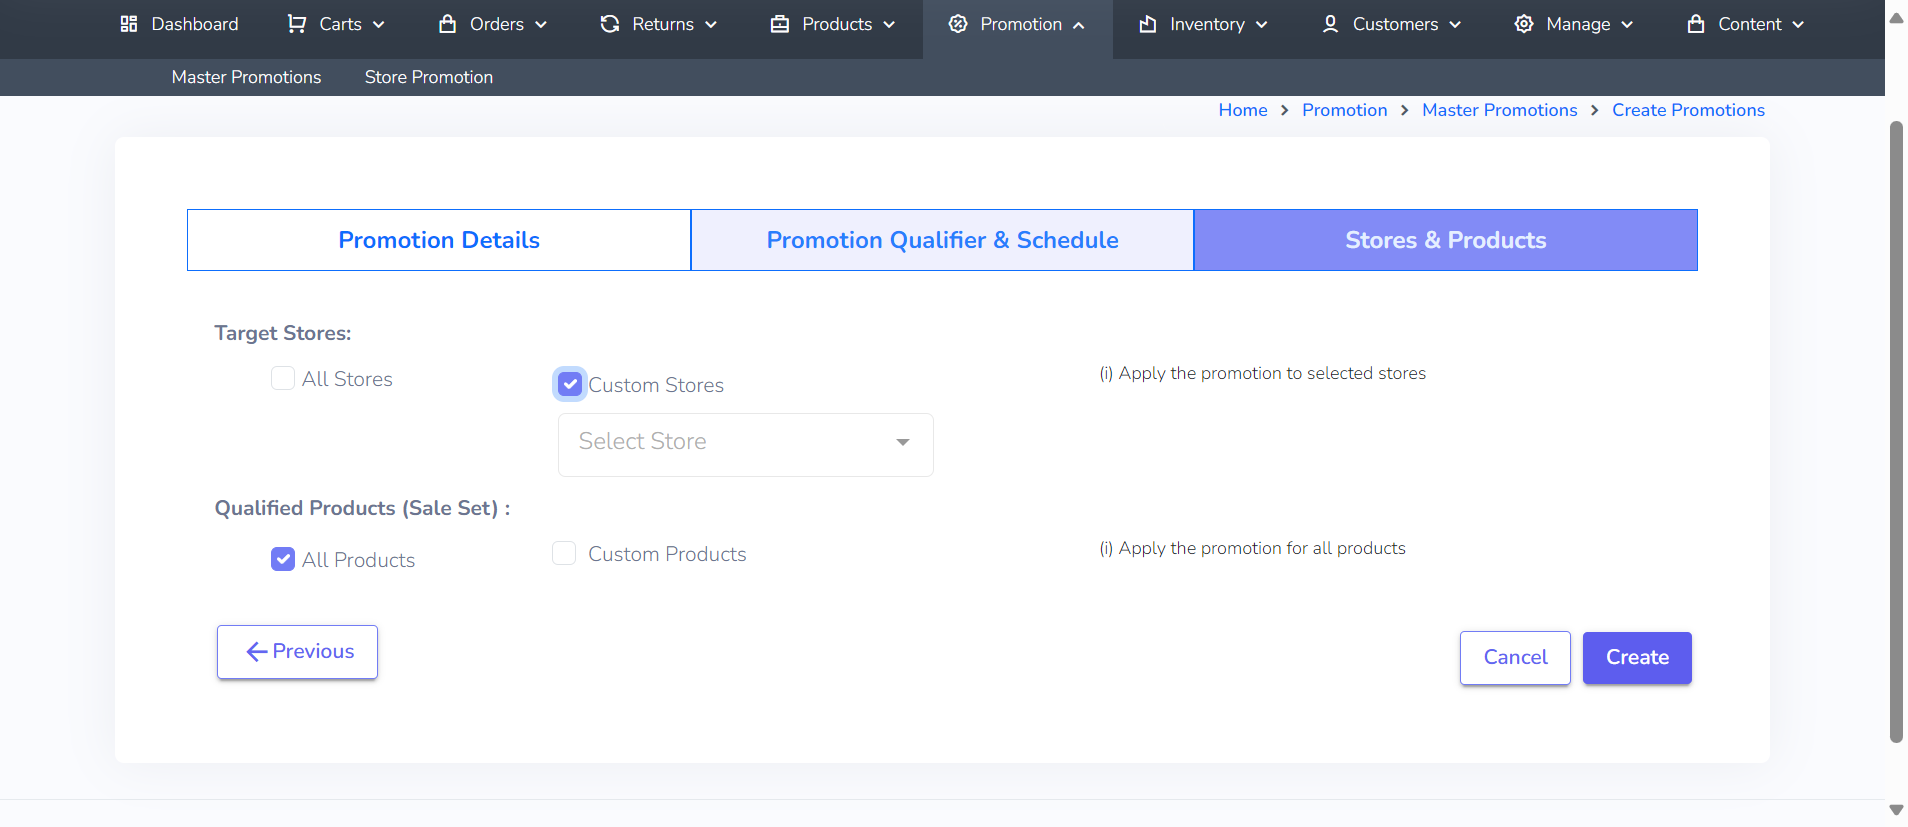 Dashboard Carts Orders Returns Products Promotion Inventory Customers Manage Content
Master Promotions Store Promotion
Home > Promotion > Master Promotions > Create Promotions
Promotion Details Promotion Qualifier & Schedule Stores & Products
Target Stores:
All Stores Custom Stores (i) Apply the promotion to selected stores
Select Store
Qualified Products (Sale Set) :
All Products Custom Products (i) Apply the promotion for all products
Previous Cancel Create